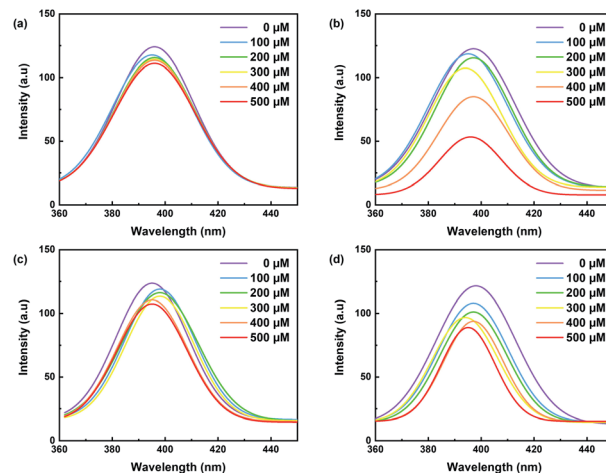 (a)
150
100
50
0
Intensity (a.u)
360 380 400 420 440
Wavelength (nm)
0 μM
100 μM
200 μM
300 μM
400 μM
500 μM
(b)
150
100
50
0
Intensity (a.u)
360 380 400 420 440
Wavelength (nm)
0 μM
100 μM
200 μM
300 μM
400 μM
500 μM
(c)
150
100
50
0
Intensity (a.u)
360 380 400 420 440
Wavelength (nm)
0 μM
100 μM
200 μM
300 μM
400 μM
500 μM
(d)
150
100
50
0
Intensity (a.u)
360 380 400 420 440
Wavelength (nm)
0 μM
100 μM
200 μM
300 μM
400 μM
500 μM